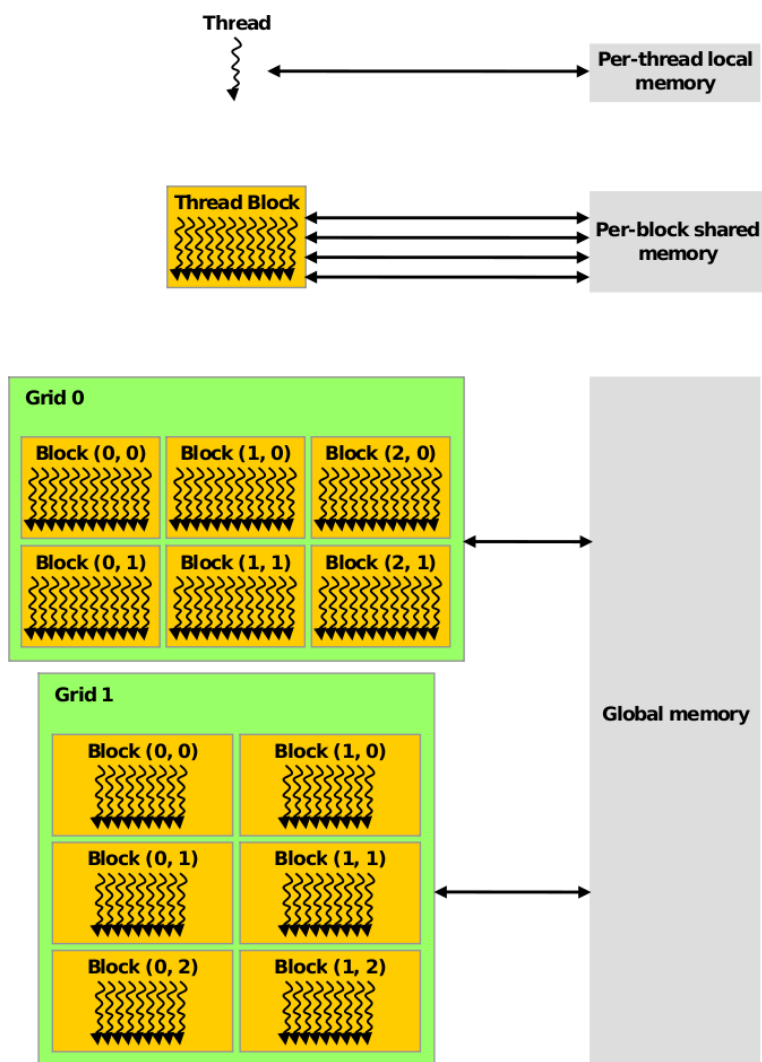 Thread
Per-thread local
memory
Thread Block
Per-block shared
memory
Grid 0
Block (0, 0)
Block (1, 0)
Block (2, 0)
Block (0, 1)
Block (1, 1)
Block (2, 1)
Grid 1
Global memory
Block (0, 0)
Block (1, 0)
Block (0, 1)
Block (1, 1)
Block (0, 2)
Block (1, 2)